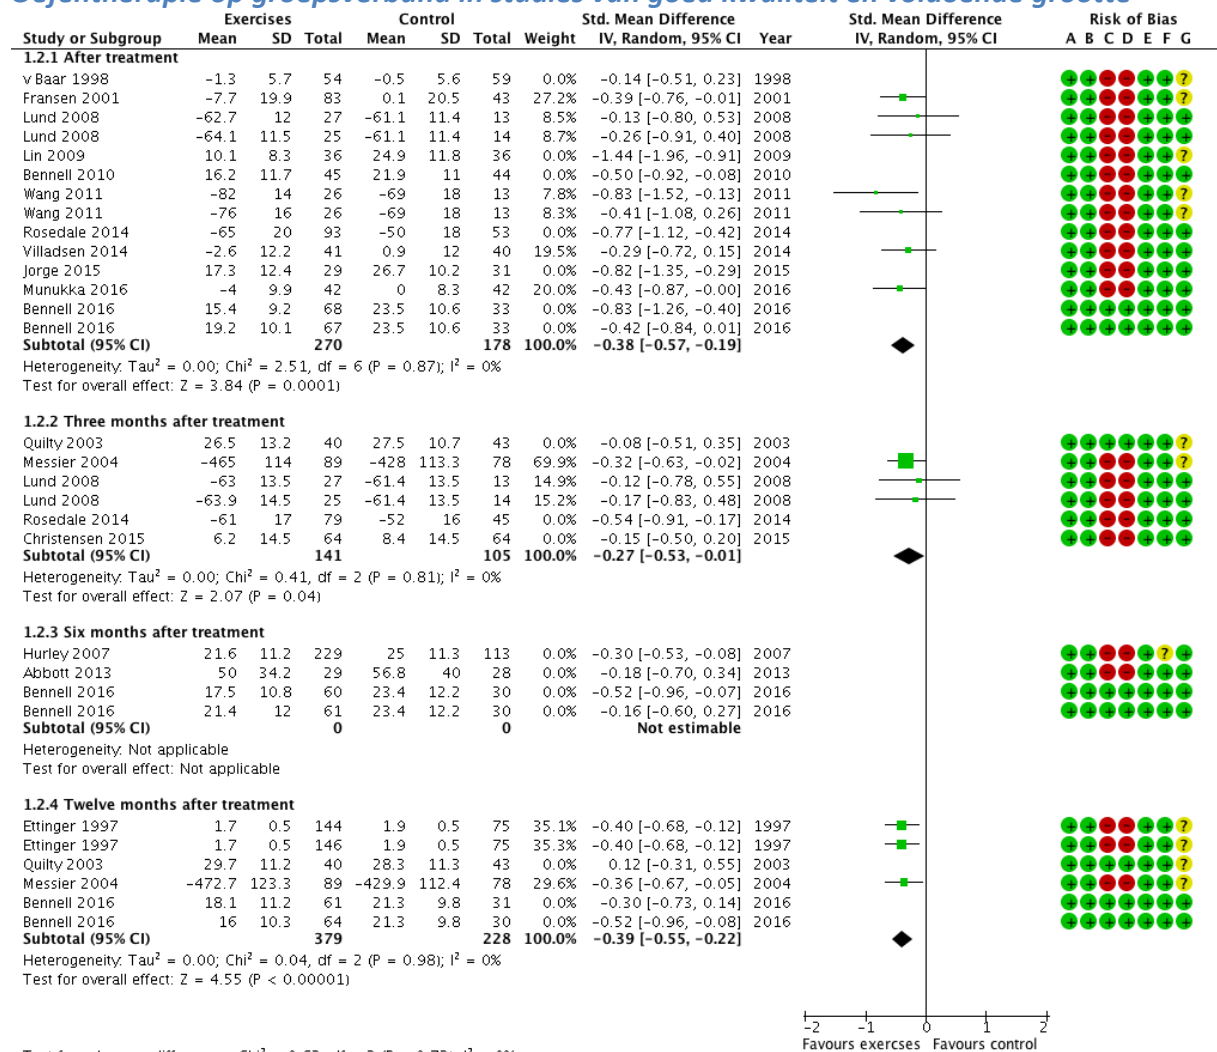 Oefentherapie op groepsverband in studies van goed kwaliteit en voldoende grootte
Exercises Control Std. Mean Difference Std. Mean Difference Risk of Bias
Study or Subgroup Mean SD Total Mean SD Total Weight IV, Random, 95% CI Year IV, Random, 95% CI A B C D E F G
1.2.1 After treatment
v Baar 1998 -1.3 5.7 54 -0.5 5.6 59 0.0% -0.14 [-0.51, 0.23] 1998 + + - - + + ?
Fransen 2001 -7.7 19.9 83 0.1 20.5 43 27.2% -0.39 [-0.76, -0.01] 2001 + + - - + + ?
Lund 2008 -62.7 12 27 -61.1 11.4 13 8.5% -0.13 [-0.80, 0.53] 2008 + + - - + + +
Lund 2008 -64.1 11.5 25 -61.1 11.4 14 8.7% -0.26 [-0.91, 0.40] 2008 + + - - + + +
Lin 2009 10.1 8.3 36 24.9 11.8 36 0.0% -1.44 [-1.96, -0.91] 2009 + + - - + + ?
Bennell 2010 16.2 11.7 45 21.9 11 44 0.0% -0.50 [-0.92, -0.08] 2010 + + - - + + +
Wang 2011 -82 14 26 -69 18 13 7.8% -0.83 [-1.52, -0.13] 2011 + + - - + + ?
Wang 2011 -76 16 26 -69 18 13 8.3% -0.41 [-1.08, 0.26] 2011 + + - - + + ?
Rosedale 2014 -65 20 93 -50 18 53 0.0% -0.77 [-1.12, -0.42] 2014 + + - - + + +
Villadsen 2014 -2.6 12.2 41 0.9 12 40 19.5% -0.29 [-0.72, 0.15] 2014 + + - - + + +
Jorge 2015 17.3 12.4 29 26.7 10.2 31 0.0% -0.82 [-1.35, -0.29] 2015 + + - - + + +
Munukka 2016 -4 9.9 42 0 8.3 42 20.0% -0.43 [-0.87, -0.00] 2016 + + - - + + +
Bennell 2016 15.4 9.2 68 23.5 10.6 33 0.0% -0.83 [-1.26, -0.40] 2016 + + + + + + +
Bennell 2016 19.2 10.1 67 23.5 10.6 33 0.0% -0.42 [-0.84, 0.01] 2016 + + + + + + +
Subtotal (95% CI) 270 178 100.0% -0.38 [-0.57, -0.19]
Heterogeneity: Tau² = 0.00; Chi² = 2.51, df = 6 (P = 0.87); I² = 0%
Test for overall effect: Z = 3.84 (P = 0.0001)
1.2.2 Three months after treatment
Quilty 2003 26.5 13.2 40 27.5 10.7 43 0.0% -0.08 [-0.51, 0.35] 2003 + + + + + + ?
Messier 2004 -465 114 89 -428 113.3 78 69.9% -0.32 [-0.63, -0.02] 2004 + + - - + + ?
Lund 2008 -63 13.5 27 -61.4 13.5 13 14.9% -0.12 [-0.78, 0.55] 2008 + + - - + + +
Lund 2008 -63.9 14.5 25 -61.4 13.5 14 15.2% -0.17 [-0.83, 0.48] 2008 + + - - + + +
Rosedale 2014 -61 17 79 -52 16 45 0.0% -0.54 [-0.91, -0.17] 2014 + + - - + + +
Christensen 2015 6.2 14.5 64 8.4 14.5 64 0.0% -0.15 [-0.50, 0.20] 2015 + + - - + + +
Subtotal (95% CI) 141 105 100.0% -0.27 [-0.53, -0.01]
Heterogeneity: Tau² = 0.00; Chi² = 0.41, df = 2 (P = 0.81); I² = 0%
Test for overall effect: Z = 2.07 (P = 0.04)
1.2.3 Six months after treatment
Hurley 2007 21.6 11.2 229 25 11.3 113 0.0% -0.30 [-0.53, -0.08] 2007 + + - - + ? +
Abbott 2013 50 34.2 29 56.8 40 28 0.0% -0.18 [-0.70, 0.34] 2013 + + - - + + +
Bennell 2016 17.5 10.8 60 23.4 12.2 30 0.0% -0.52 [-0.96, -0.07] 2016 + + + + + + +
Bennell 2016 21.4 12 61 23.4 12.2 30 0.0% -0.16 [-0.60, 0.27] 2016 + + + + + + +
Subtotal (95% CI) 0 0 Not estimable
Heterogeneity: Not applicable
Test for overall effect: Not applicable
1.2.4 Twelve months after treatment
Ettinger 1997 1.7 0.5 144 1.9 0.5 75 35.1% -0.40 [-0.68, -0.12] 1997 + + - - + + ?
Ettinger 1997 1.7 0.5 146 1.9 0.5 75 35.3% -0.40 [-0.68, -0.12] 1997 + + - - + + ?
Quilty 2003 29.7 11.2 40 28.3 11.3 43 0.0% 0.12 [-0.31, 0.55] 2003 + + + + + + ?
Messier 2004 -472.7 123.3 89 -429.9 112.4 78 29.6% -0.36 [-0.67, -0.05] 2004 + + - - + + ?
Bennell 2016 18.1 11.2 61 21.3 9.8 31 0.0% -0.30 [-0.73, 0.14] 2016 + + + + + + +
Bennell 2016 16 10.3 64 21.3 9.8 30 0.0% -0.52 [-0.96, -0.08] 2016 + + + + + + +
Subtotal (95% CI) 379 228 100.0% -0.39 [-0.55, -0.22]
Heterogeneity: Tau² = 0.00; Chi² = 0.04, df = 2 (P = 0.98); I² = 0%
Test for overall effect: Z = 4.55 (P < 0.00001)
-2 -1 0 1 2
Favours exercses Favours control